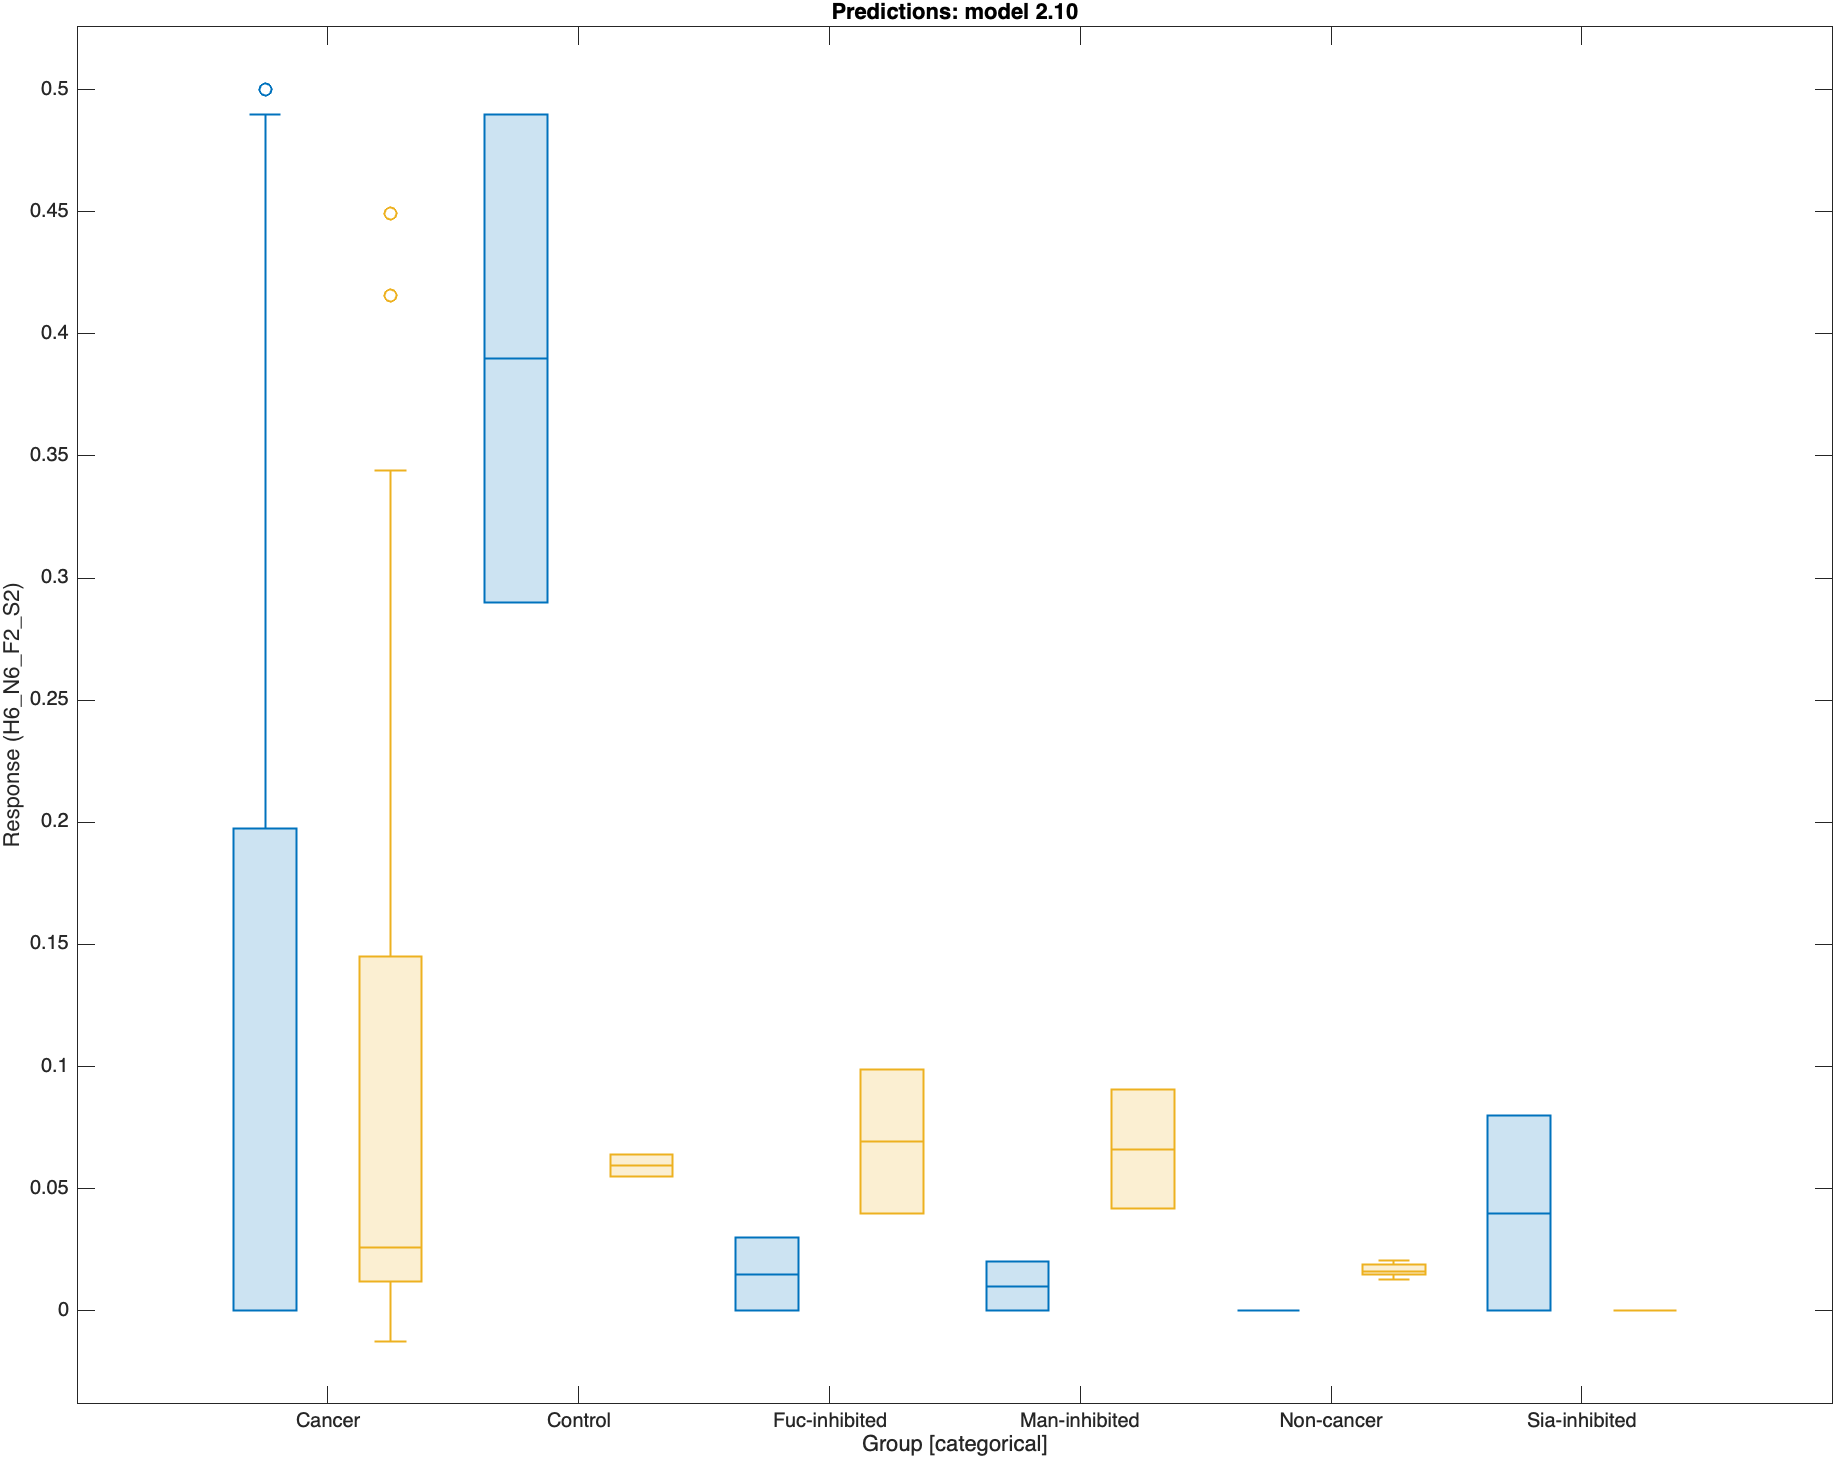 Predictions: model 2.10
0.5
0.45
0.4
0.35
0.3
0.25
0.2
0.15
0.1
0.05
0
Response (H6_N6_F2_S2)
Cancer Control Fuc-inhibited Man-inhibited Non-cancer Sia-inhibited
Group [categorical]